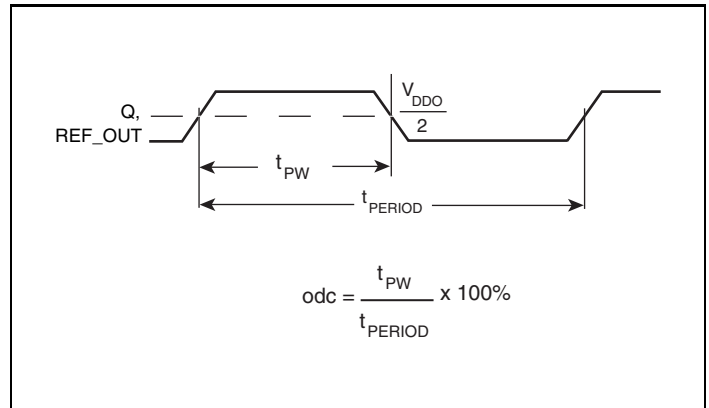 Q,
REF_OUT
V_DDO
2
t_PW
t_PERIOD
odc = t_PW / t_PERIOD x 100%